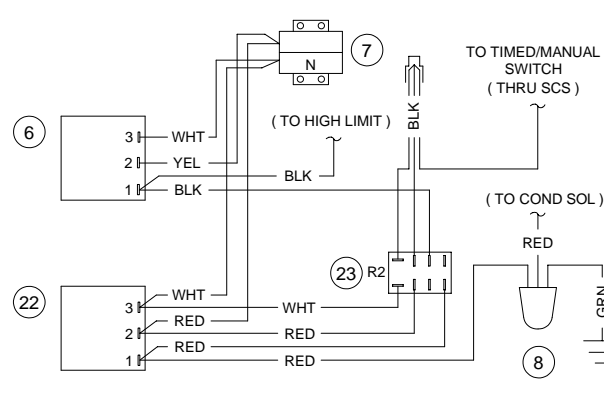 7
N
TO TIMED/MANUAL
SWITCH
( THRU SCS )
BLK
6
( TO HIGH LIMIT )
3 WHT
2 YEL
BLK
1 BLK
( TO COND SOL )
RED
23 R2
22
WHT
3 WHT
RED
2 RED
RED
1 RED
GRN
8